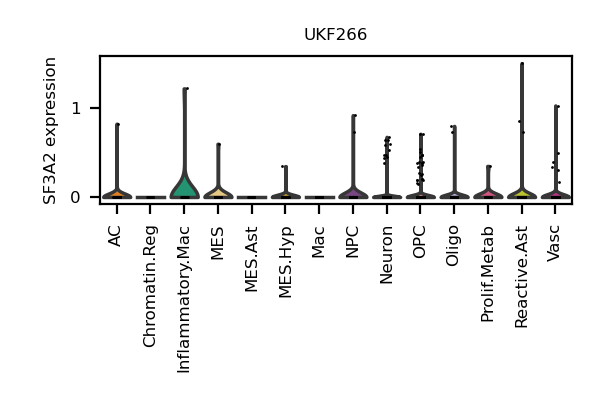 UKF266
SF3A2 expression
1
0
AC
Chromatin.Reg
Inflammatory.Mac
MES
MES.Ast
MES.Hyp
Mac
NPC
Neuron
OPC
Oligo
Prolif.Metab
Reactive.Ast
Vasc